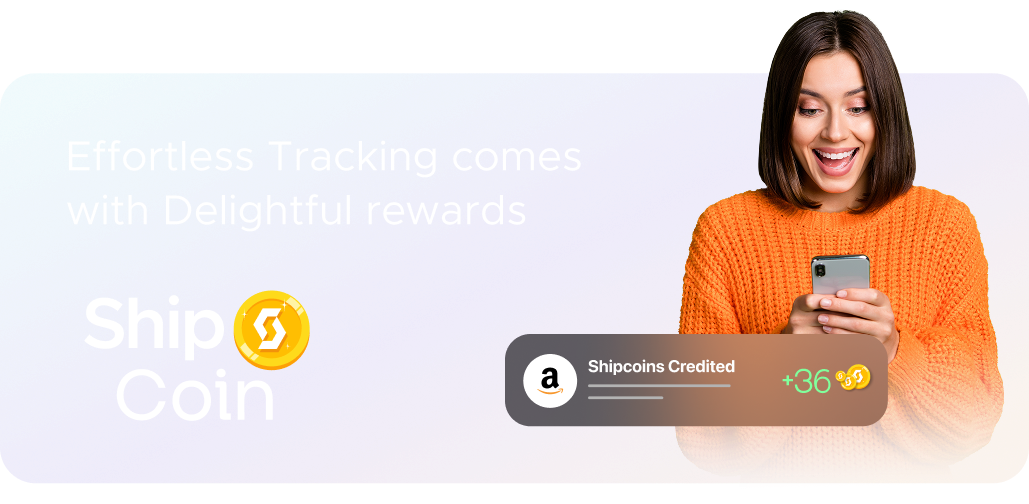 Effortless Tracking comes
with Delightful rewards
Ship
Coin
a
Shipcoins Credited
+36